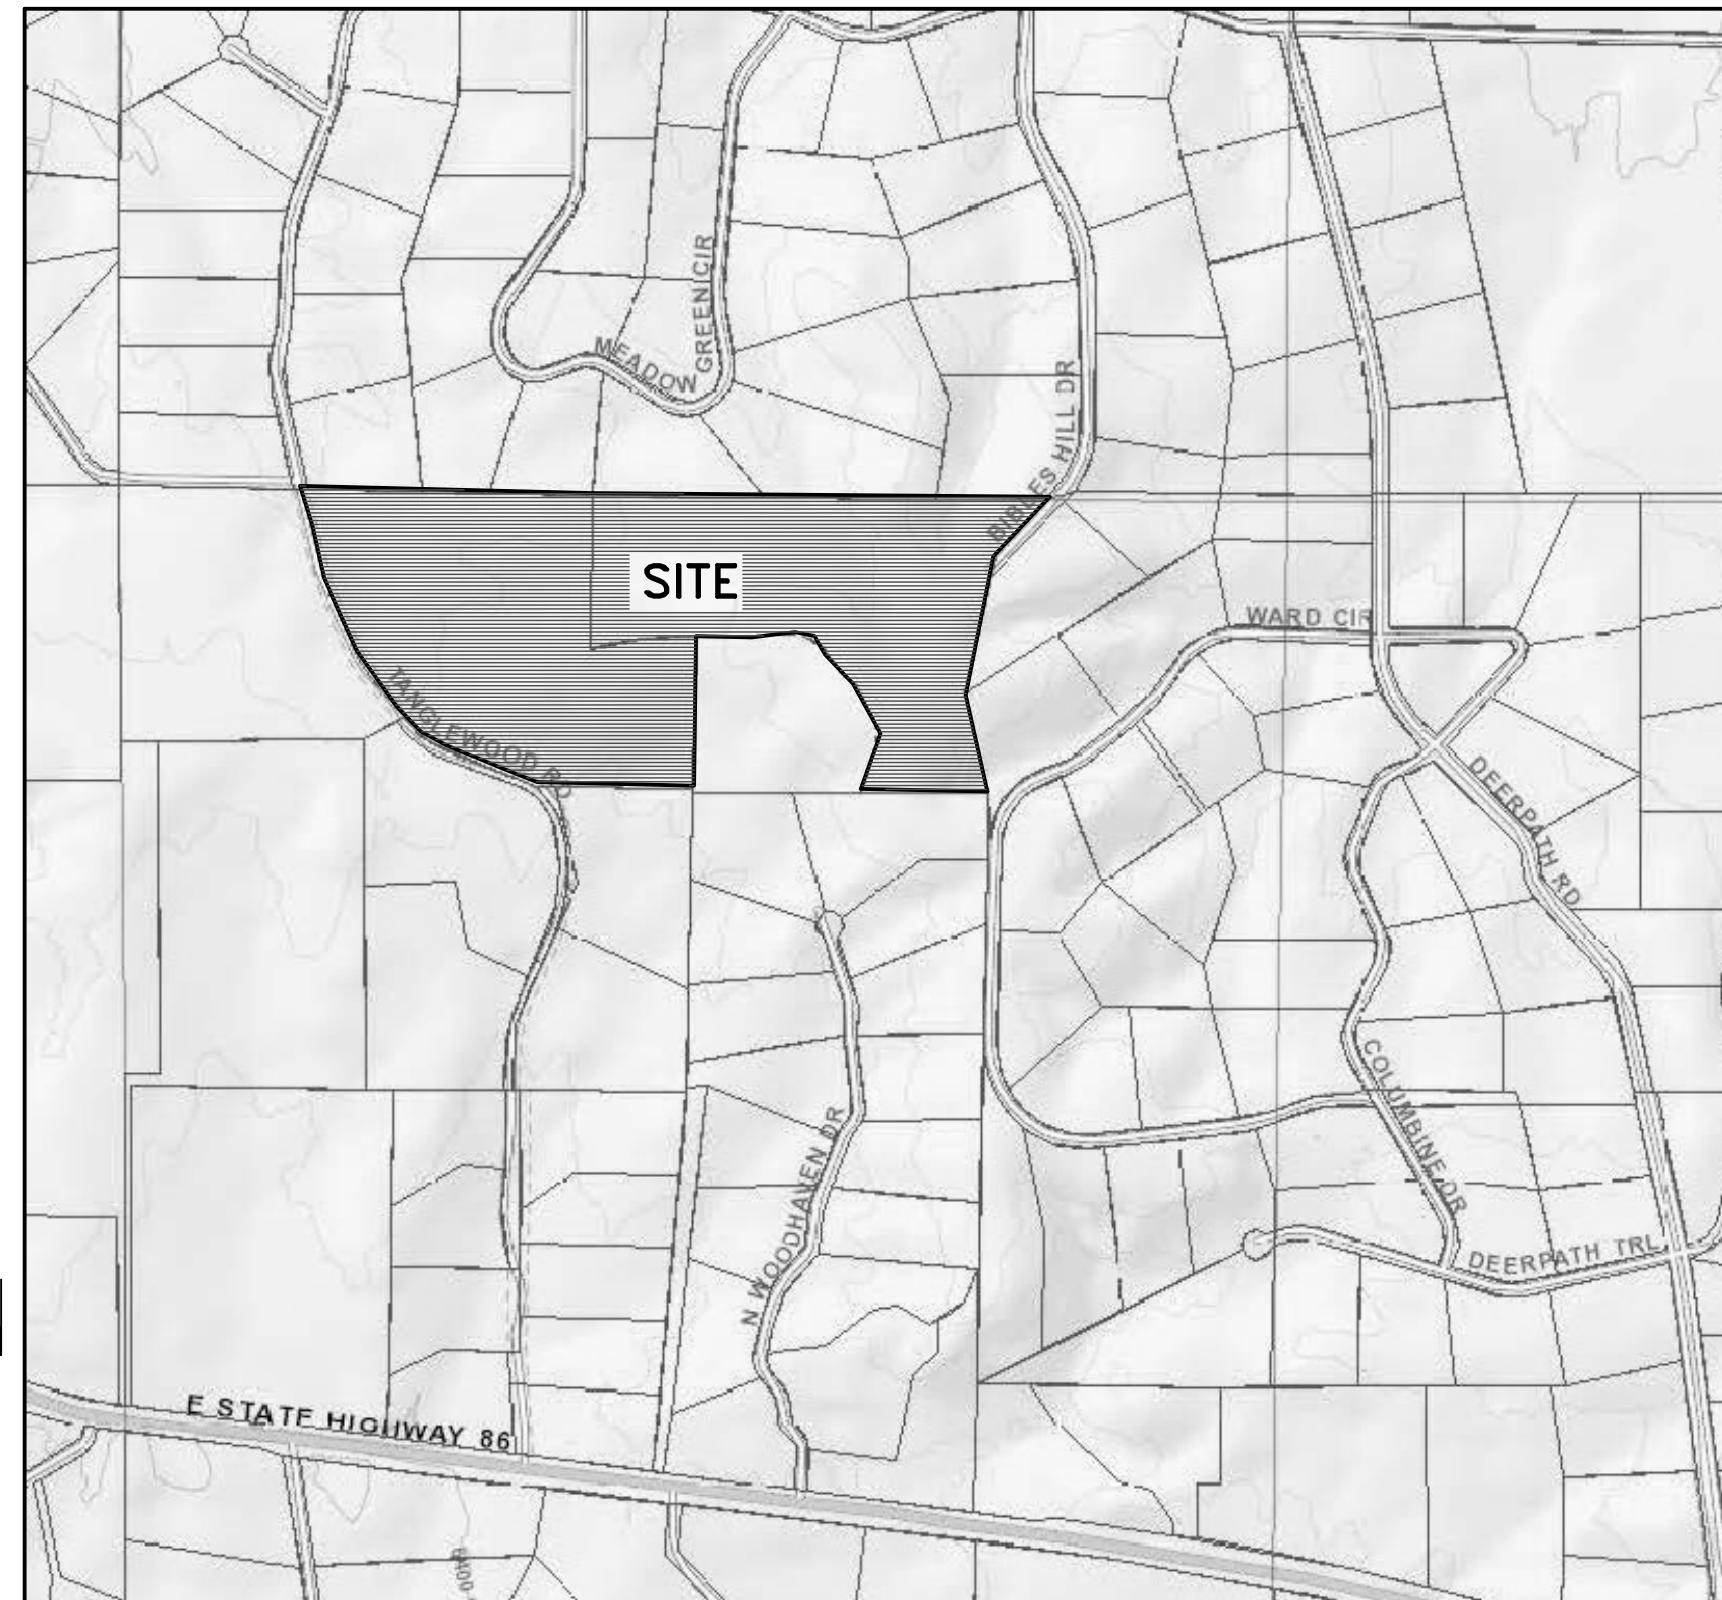 GREEN CIR
MEADOW
BIBLES HILL DR
SITE
WARD CIR
TANGLEWOOD RD
DEERPATH RD
COLUMBINE DR
N WOODHAVEN DR
DEERPATH TRL
E STATE HIGHWAY 86
6400